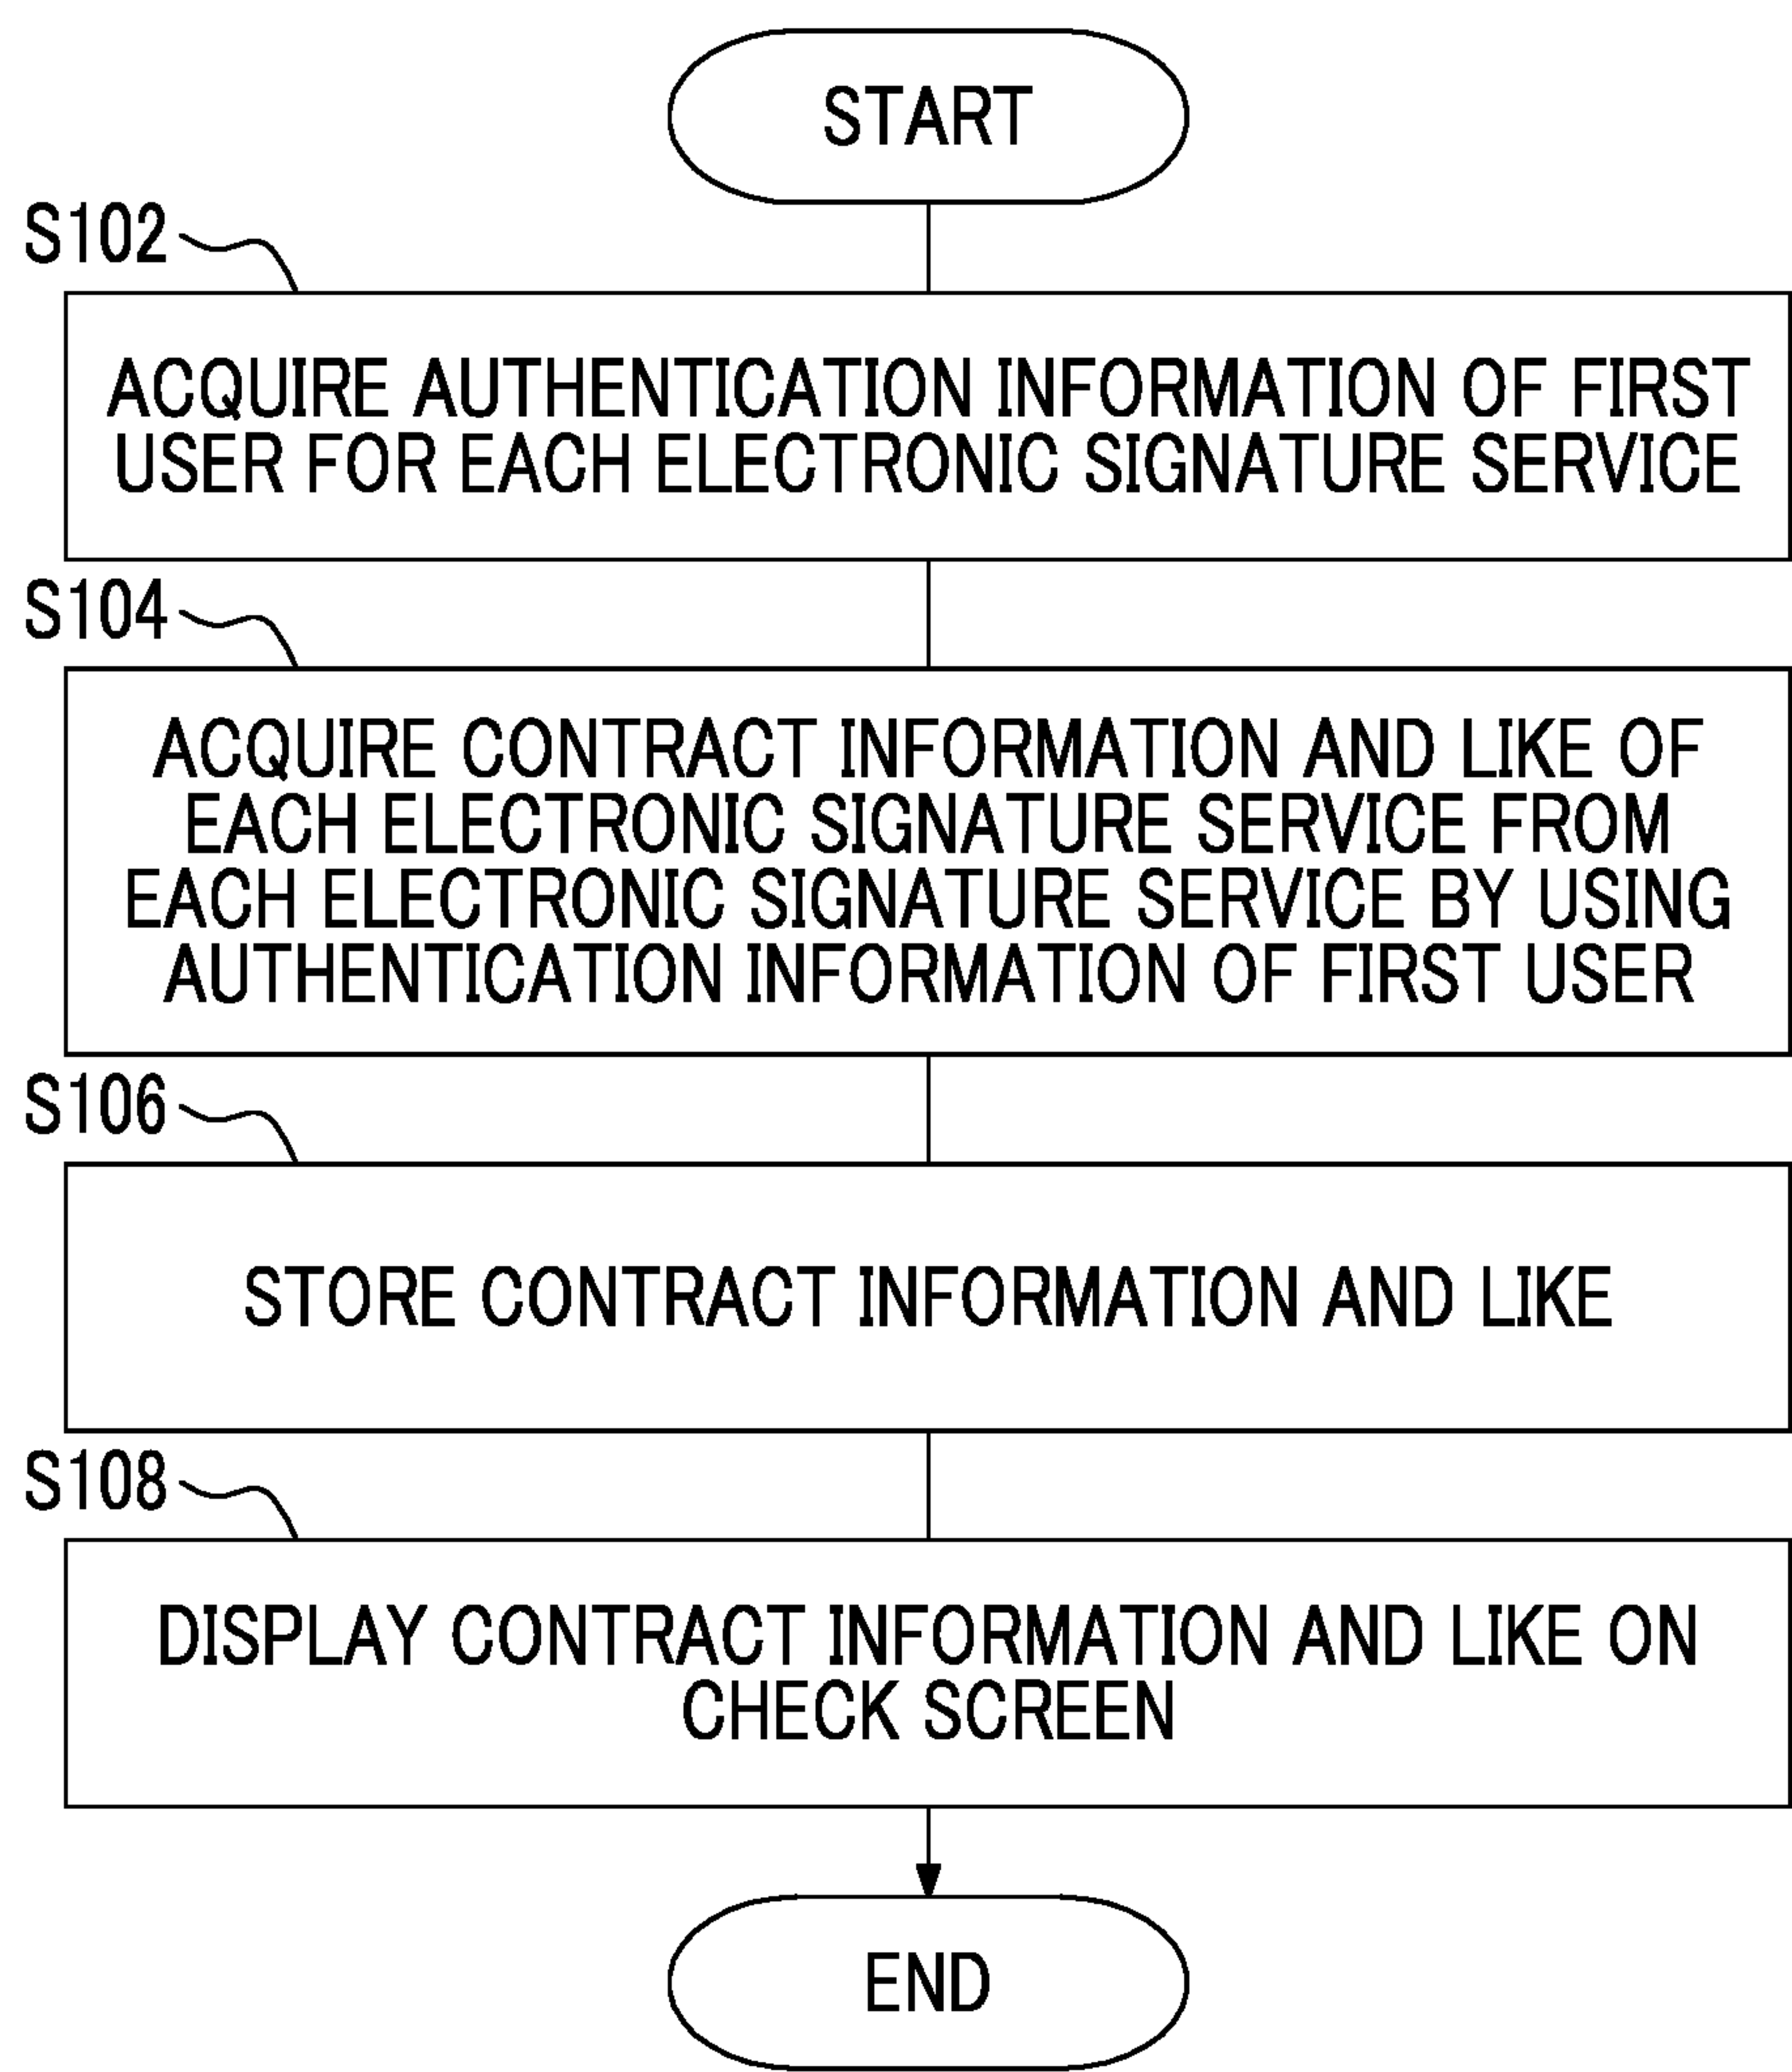 START
S102
ACQUIRE AUTHENTICATION INFORMATION OF FIRST
USER FOR EACH ELECTRONIC SIGNATURE SERVICE
S104
ACQUIRE CONTRACT INFORMATION AND LIKE OF
EACH ELECTRONIC SIGNATURE SERVICE FROM
EACH ELECTRONIC SIGNATURE SERVICE BY USING
AUTHENTICATION INFORMATION OF FIRST USER
S106
STORE CONTRACT INFORMATION AND LIKE
S108
DISPLAY CONTRACT INFORMATION AND LIKE ON
CHECK SCREEN
END